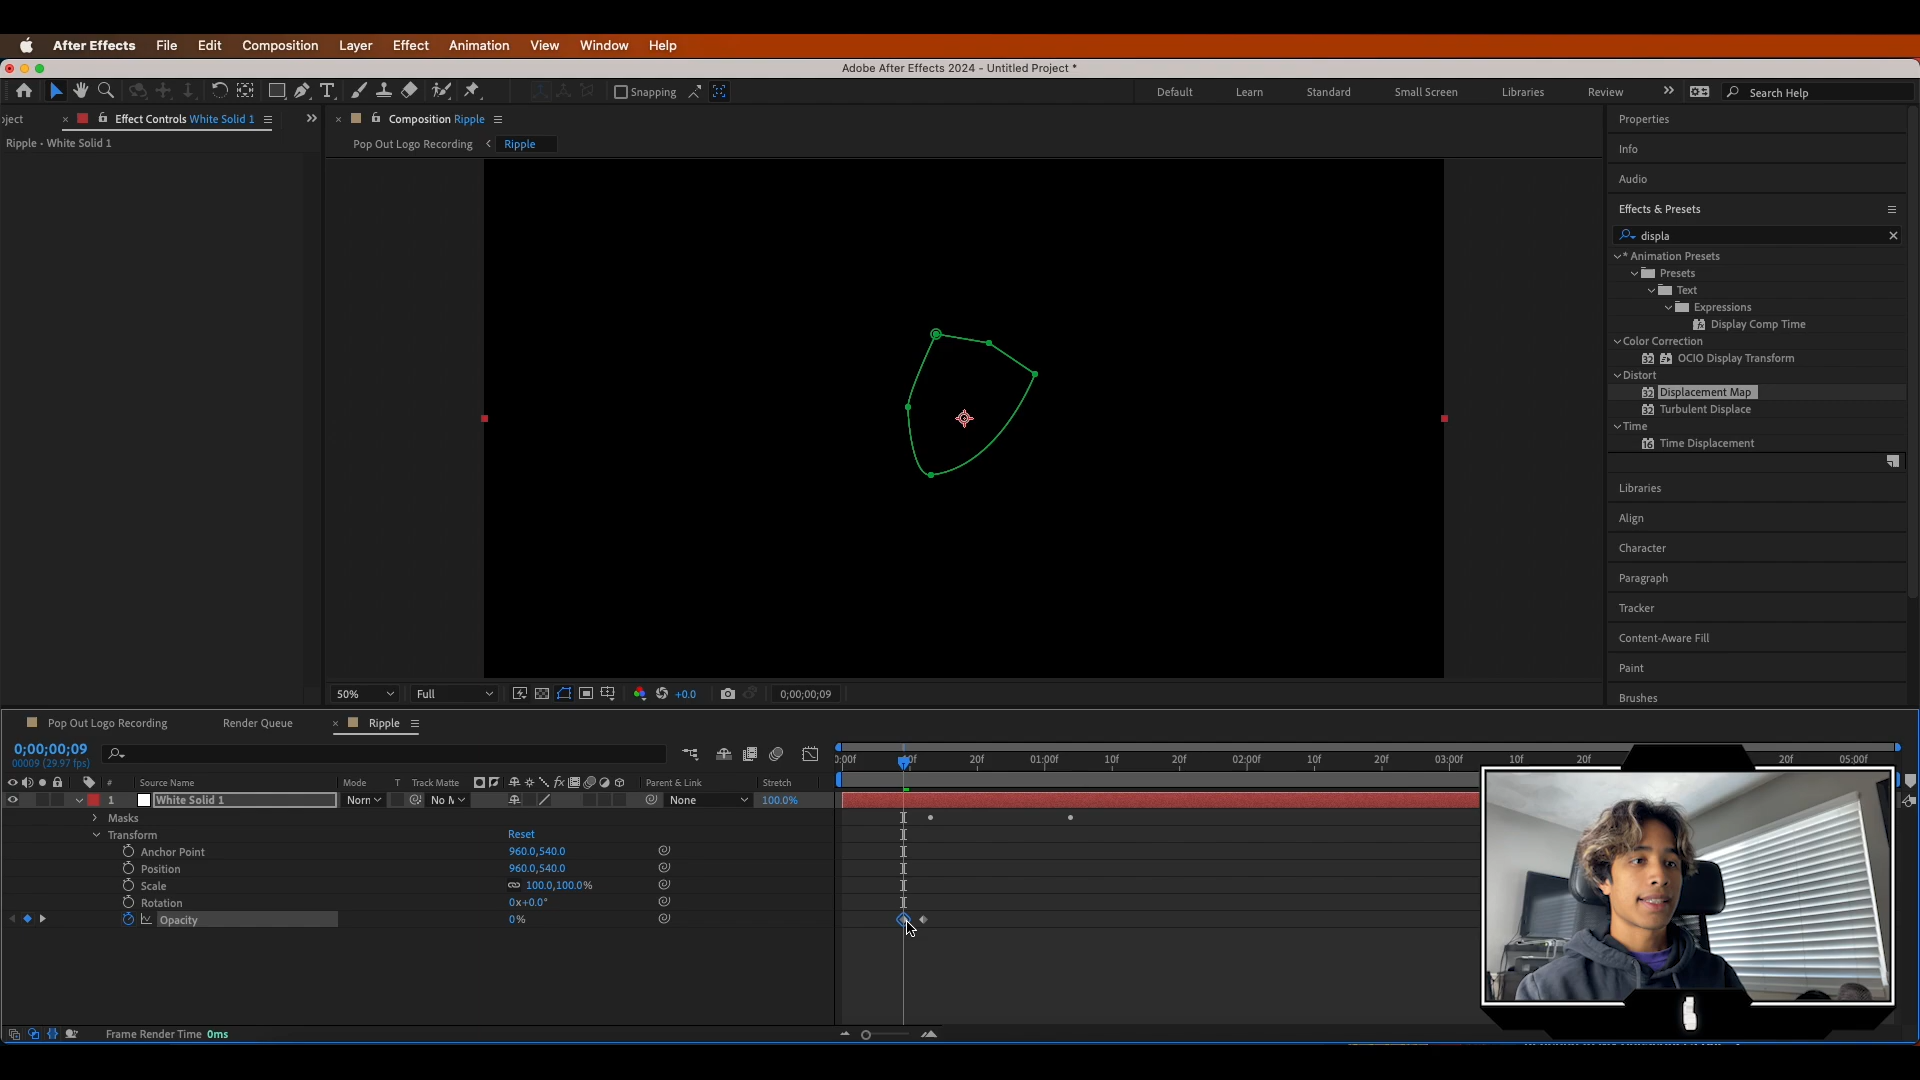 After Effects File Edit Composition Layer Effect Animation View Window Help
Adobe After Effects 2024 - Untitled Project *
Snapping Default Learn Standard Small Screen Libraries Review Search Help
ject Effect Controls White Solid 1
Ripple • White Solid 1
Composition Ripple
Pop Out Logo Recording Ripple
Properties
Info
Audio
Effects & Presets
displa
* Animation Presets
Presets
Text
Expressions
Display Comp Time
Color Correction
32 OCIO Display Transform
Distort
32 Displacement Map
32 Turbulent Displace
Time
16 Time Displacement
Libraries
Align
Character
Paragraph
Tracker
Content-Aware Fill
Paint
Brushes
50% Full +0.0 0;00;00;09
Pop Out Logo Recording Render Queue Ripple
0;00;00;09
00009 (29.97 fps)
# Source Name Mode T Track Matte Parent & Link Stretch
1 White Solid 1 Norn No M None 100.0%
Masks
Transform Reset
Anchor Point 960.0,540.0
Position 960.0,540.0
Scale 100.0,100.0%
Rotation 0x+0.0°
Opacity 0%
:00f 20f 01:00f 10f 20f 02:00f 10f 20f 03:00f 10f 20f 20f 05:00f
Frame Render Time 0ms